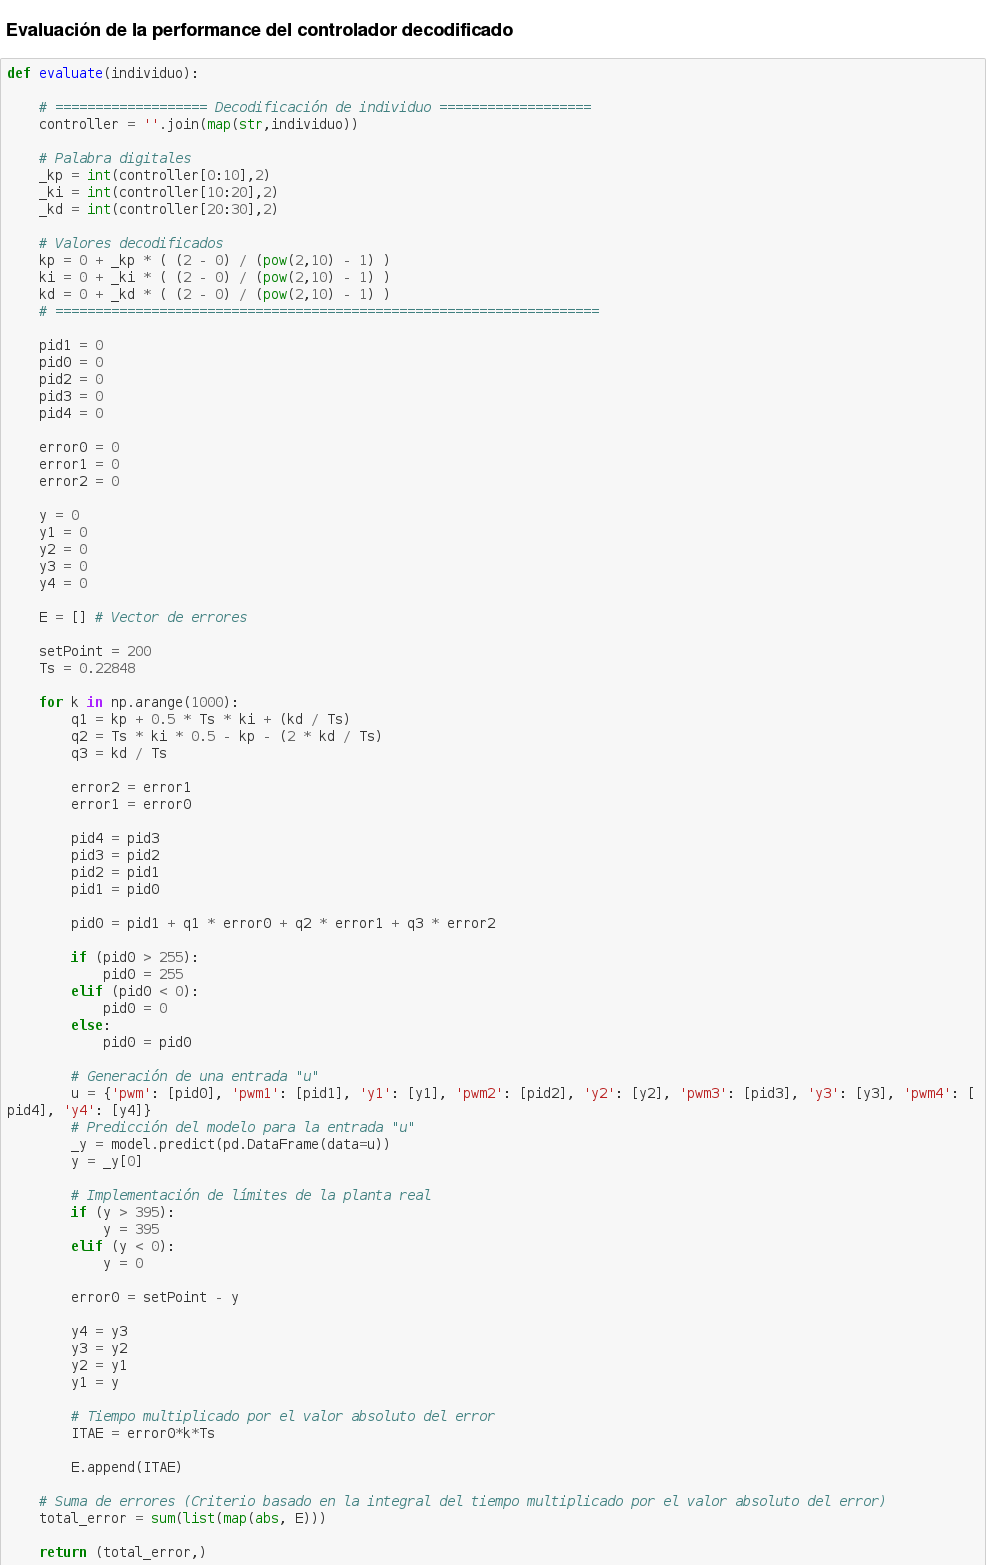 Evaluación de la performance del controlador decodificado
def evaluate(individuo):
    # =================== Decodificación de individuo ===================
    controller = ''.join(map(str,individuo))
    # Palabra digitales
    _kp = int(controller[0:10],2)
    _ki = int(controller[10:20],2)
    _kd = int(controller[20:30],2)
    # Valores decodificados
    kp = 0 + _kp * ( (2 - 0) / (pow(2,10) - 1) )
    ki = 0 + _ki * ( (2 - 0) / (pow(2,10) - 1) )
    kd = 0 + _kd * ( (2 - 0) / (pow(2,10) - 1) )
    # ====================================================================
    pid1 = 0
    pid0 = 0
    pid2 = 0
    pid3 = 0
    pid4 = 0
    error0 = 0
    error1 = 0
    error2 = 0
    y = 0
    y1 = 0
    y2 = 0
    y3 = 0
    y4 = 0
    E = [] # Vector de errores
    setPoint = 200
    Ts = 0.22848
    for k in np.arange(1000):
        q1 = kp + 0.5 * Ts * ki + (kd / Ts)
        q2 = Ts * ki * 0.5 - kp - (2 * kd / Ts)
        q3 = kd / Ts
        error2 = error1
        error1 = error0
        pid4 = pid3
        pid3 = pid2
        pid2 = pid1
        pid1 = pid0
        pid0 = pid1 + q1 * error0 + q2 * error1 + q3 * error2
        if (pid0 > 255):
            pid0 = 255
        elif (pid0 < 0):
            pid0 = 0
        else:
            pid0 = pid0
        # Generación de una entrada "u"
        u = {'pwm': [pid0], 'pwm1': [pid1], 'y1': [y1], 'pwm2': [pid2], 'y2': [y2], 'pwm3': [pid3], 'y3': [y3], 'pwm4': [
pid4], 'y4': [y4]}
        # Predicción del modelo para la entrada "u"
        _y = model.predict(pd.DataFrame(data=u))
        y = _y[0]
        # Implementación de límites de la planta real
        if (y > 395):
            y = 395
        elif (y < 0):
            y = 0
        error0 = setPoint - y
        y4 = y3
        y3 = y2
        y2 = y1
        y1 = y
        # Tiempo multiplicado por el valor absoluto del error
        ITAE = error0*k*Ts
        E.append(ITAE)
    # Suma de errores (Criterio basado en la integral del tiempo multiplicado por el valor absoluto del error)
    total_error = sum(list(map(abs, E)))
    return (total_error,)